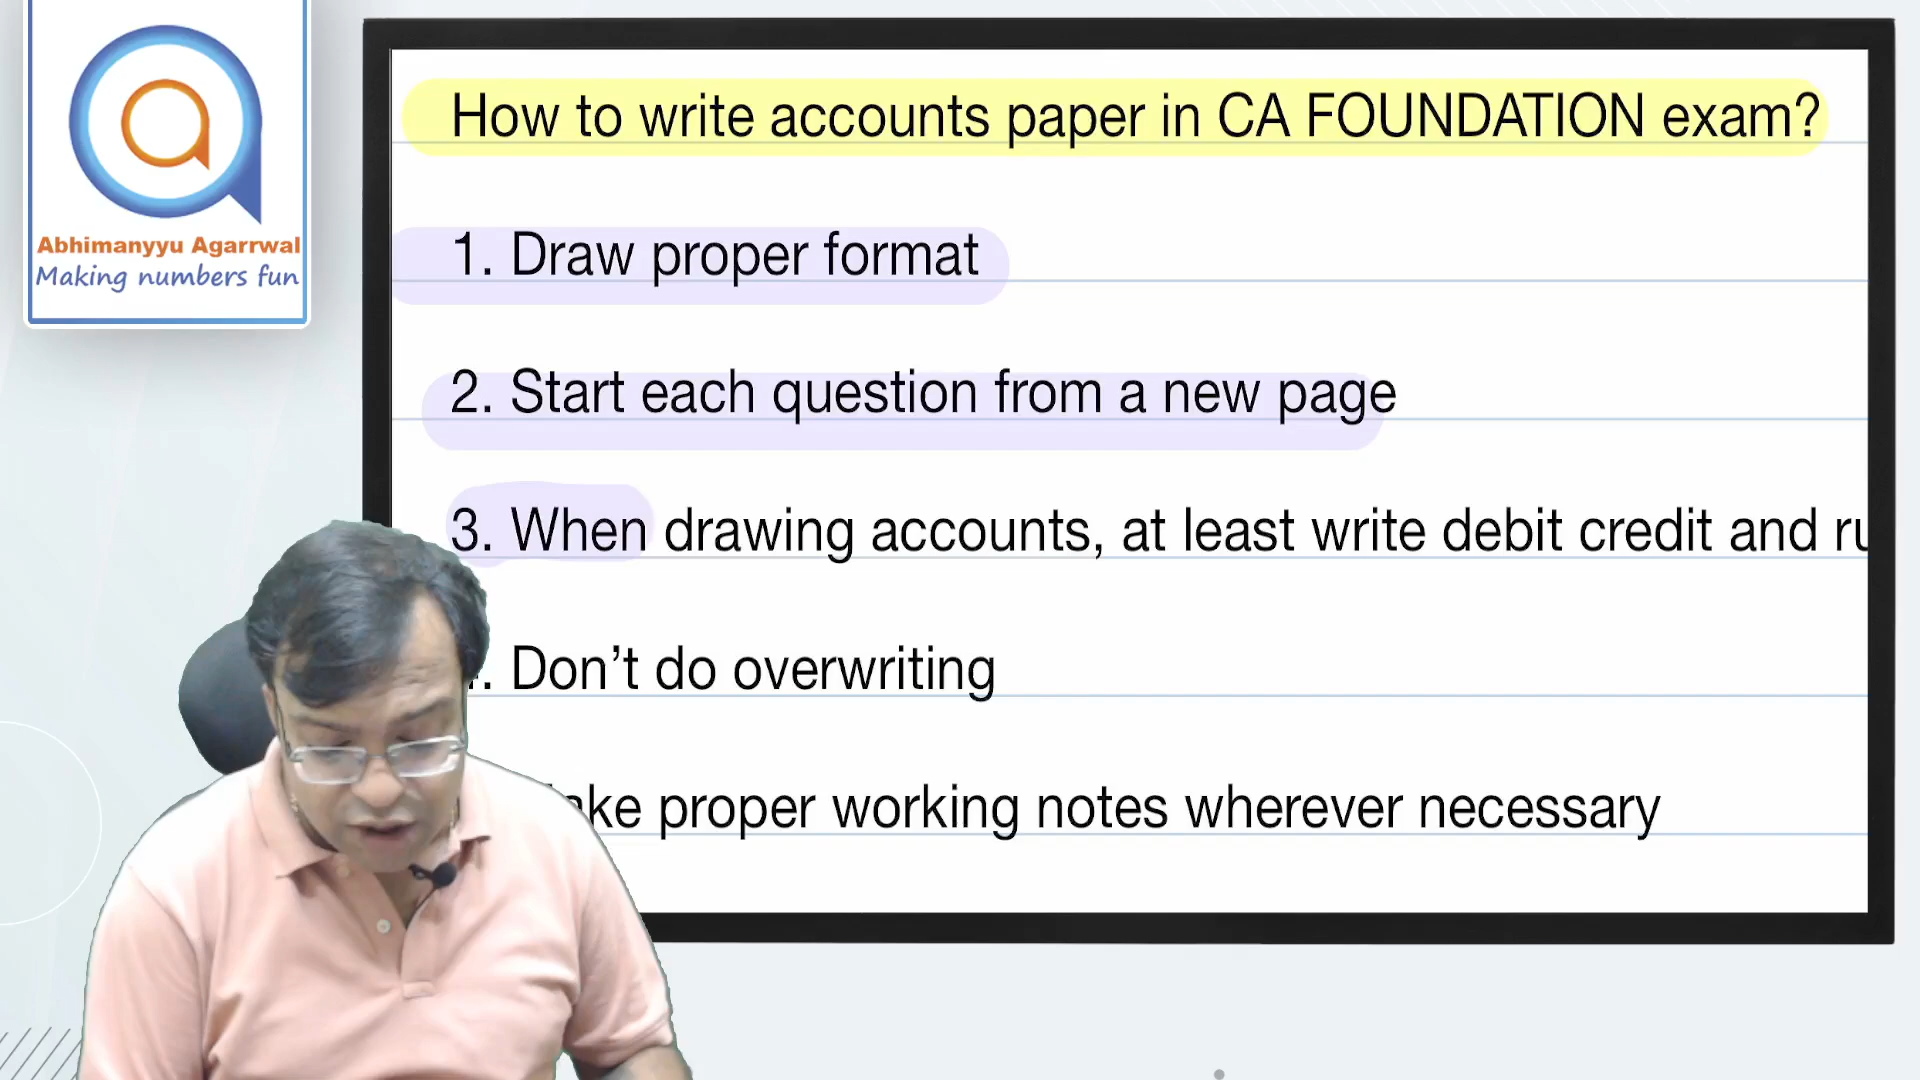 Abhimanyyu Agarrwal
Making numbers fun
How to write accounts paper in CA FOUNDATION exam?
1. Draw proper format
2. Start each question from a new page
3. When drawing accounts, at least write debit credit and
. Don’t do overwriting
proper working notes wherever necessary